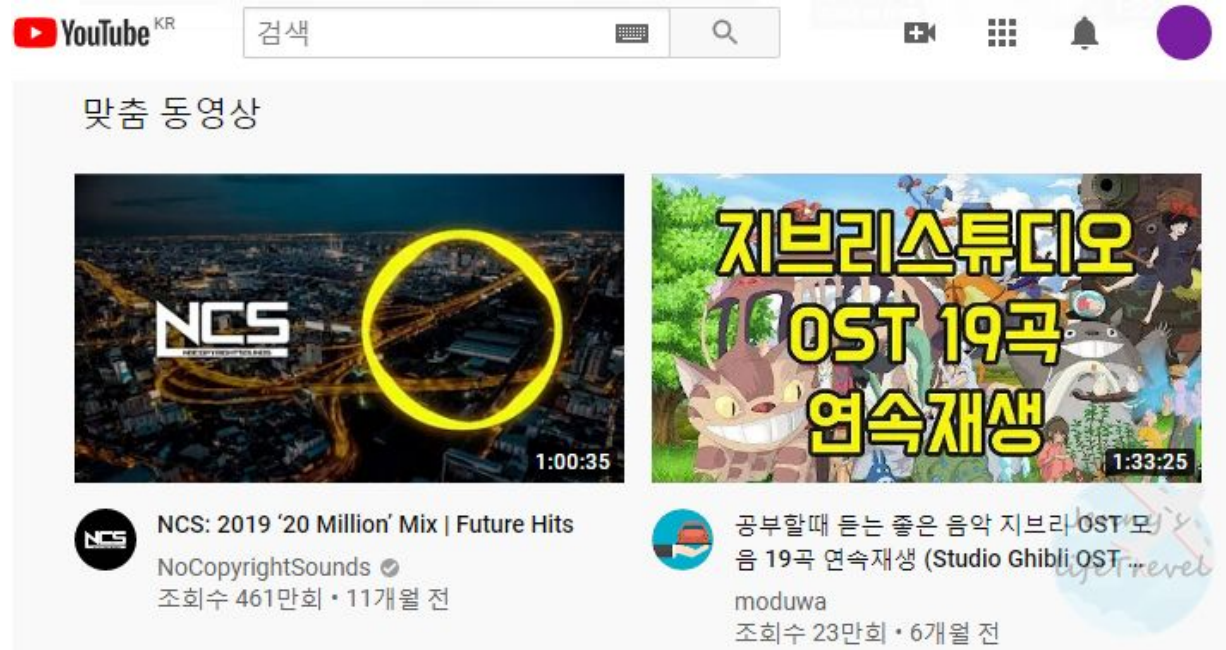 YouTube KR
검색
맞춤 동영상
NCS
NOCOPYRIGHTSOUNDS
1:00:35
지브리스튜디오
OST 19곡
연속재생
1:33:25
NCS
NCS: 2019 ‘20 Million’ Mix | Future Hits
NoCopyrightSounds
조회수 461만회 • 11개월 전
공부할때 듣는 좋은 음악 지브리 OST 모
음 19곡 연속재생 (Studio Ghibli OST ...
moduwa
조회수 23만회 • 6개월 전